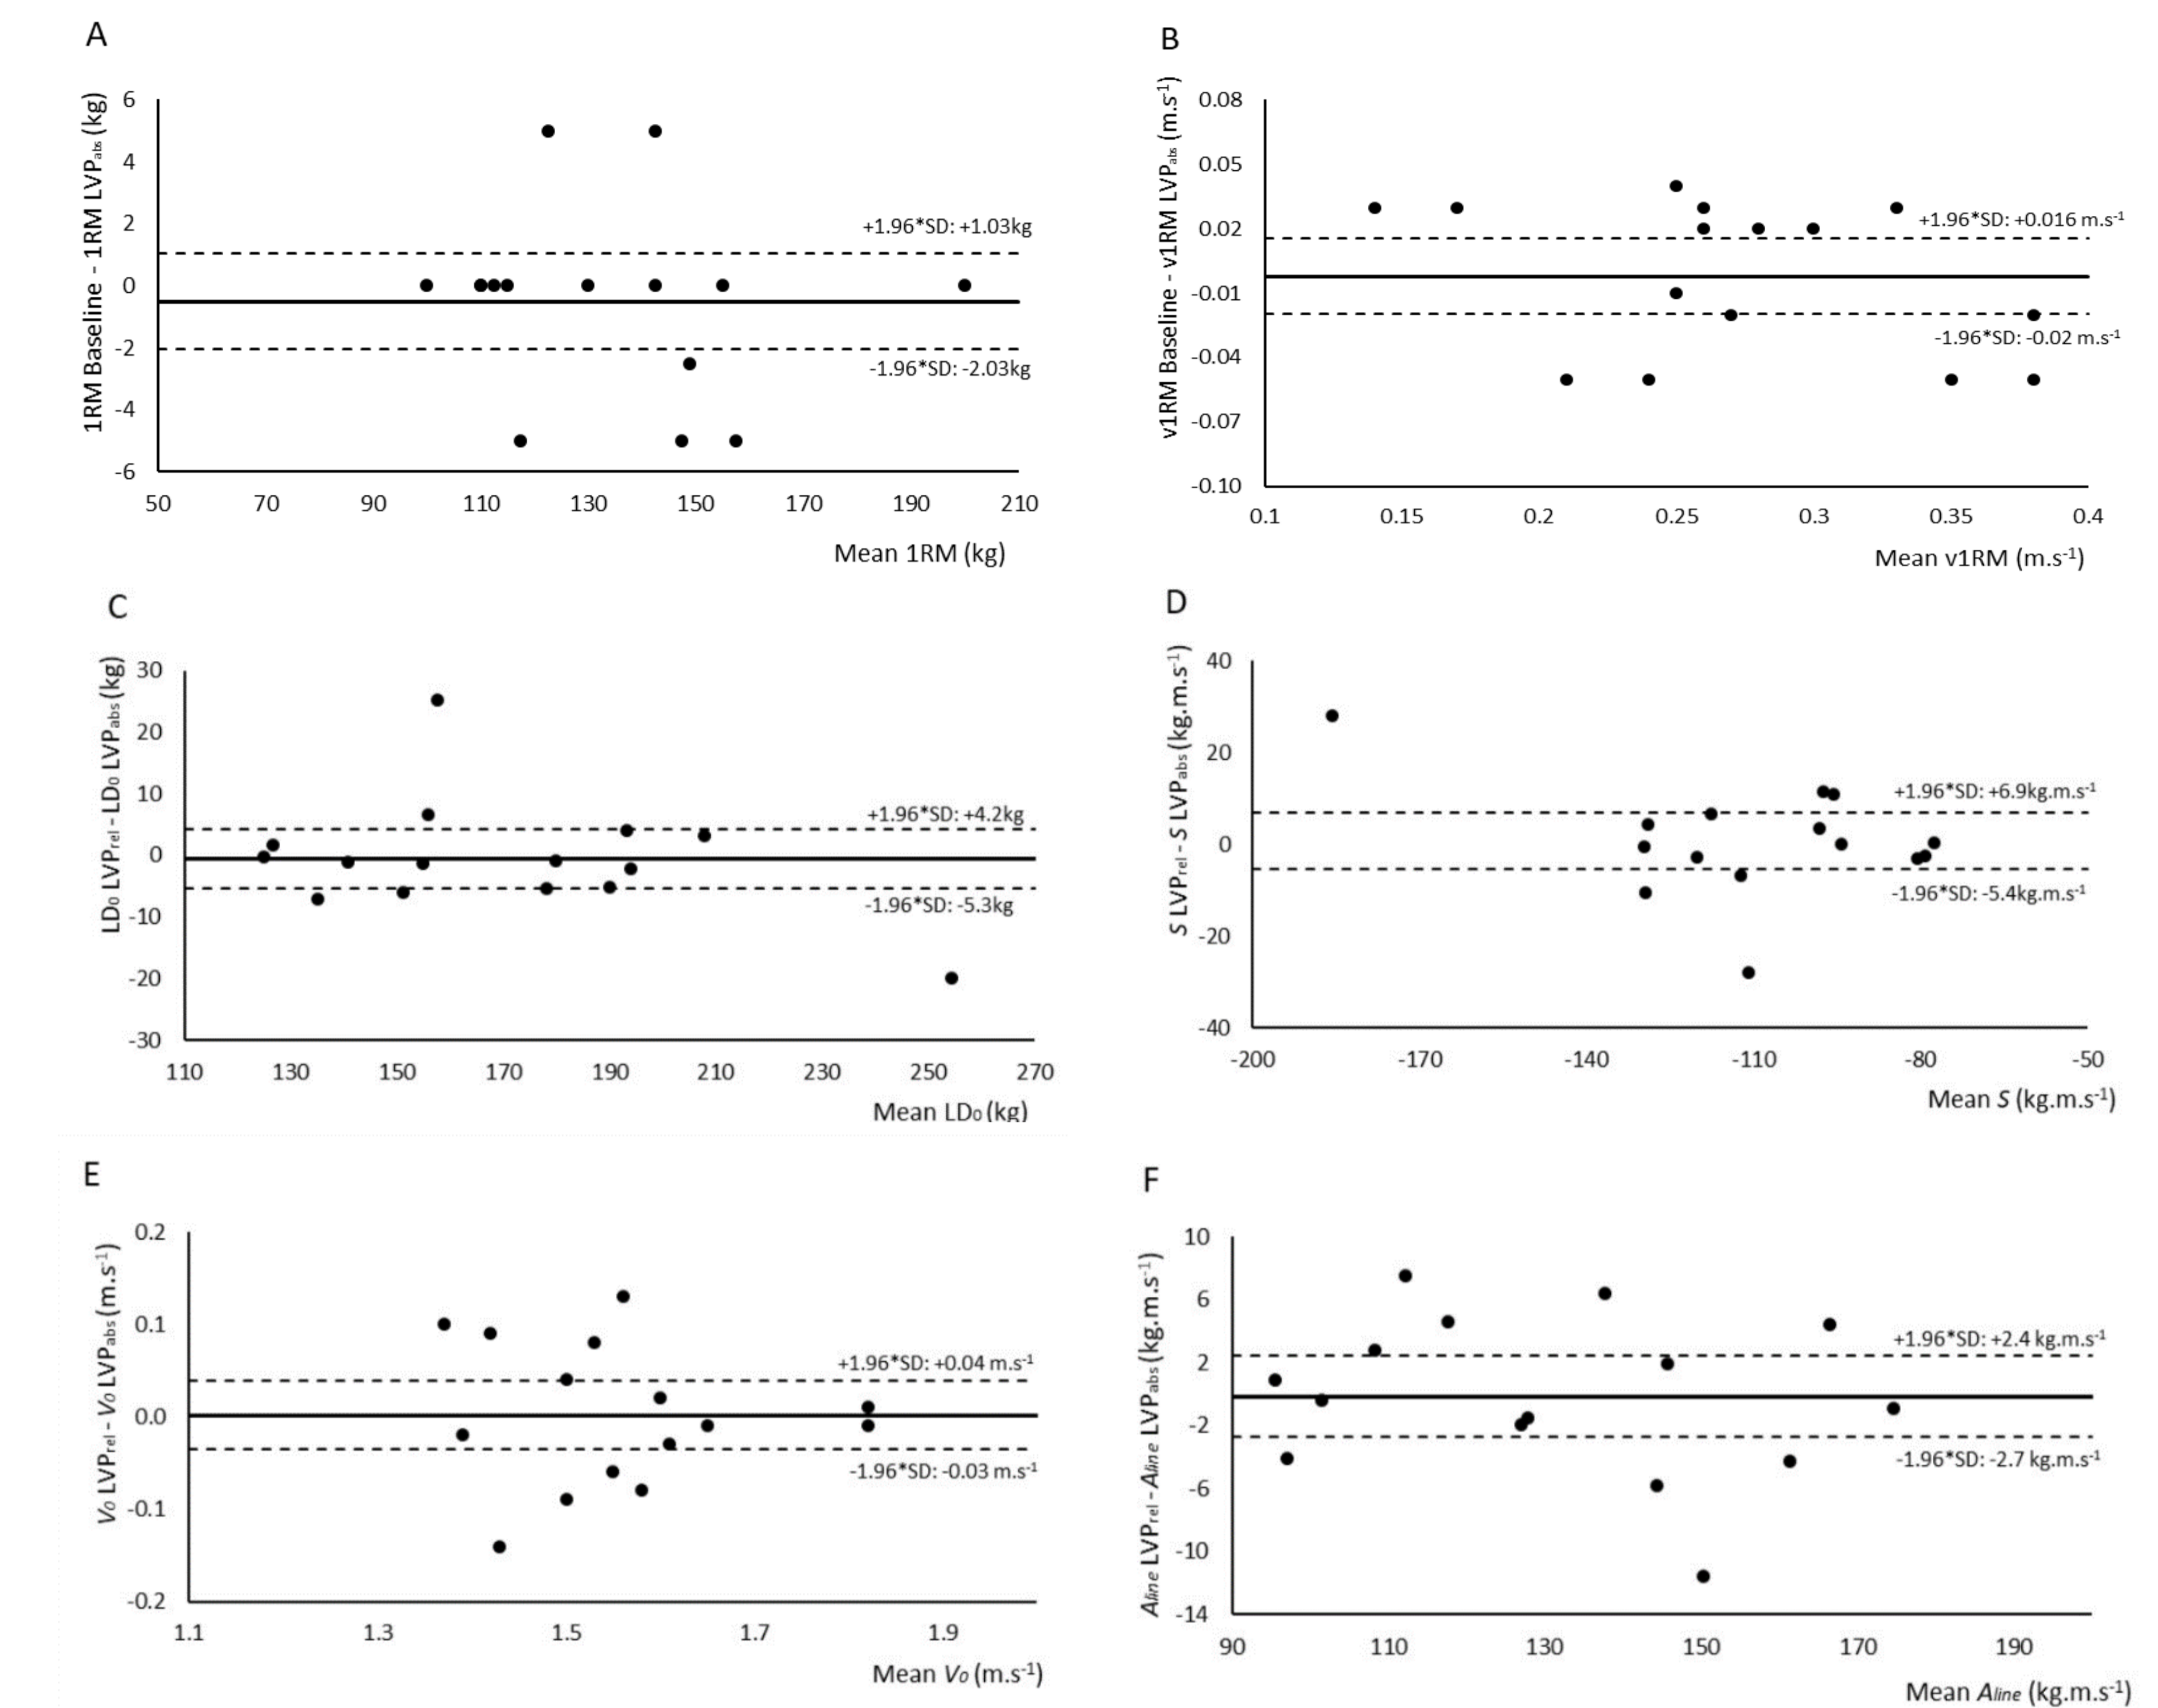 A
1RM Baseline - 1RM LVPabs (kg)
6
4
2
0
-2
-4
-6
+1.96*SD: +1.03kg
-1.96*SD: -2.03kg
50 70 90 110 130 150 170 190 210
Mean 1RM (kg)
B
v1RM Baseline - v1RM LVPabs (m.s-1)
0.08
0.05
0.02
-0.01
-0.04
-0.07
-0.10
+1.96*SD: +0.016 m.s-1
-1.96*SD: -0.02 m.s-1
0.1 0.15 0.2 0.25 0.3 0.35 0.4
Mean v1RM (m.s-1)
C
LD0 LVPrel - LD0 LVPabs (kg)
30
20
10
0
-10
-20
-30
+1.96*SD: +4.2kg
-1.96*SD: -5.3kg
110 130 150 170 190 210 230 250 270
Mean LD0 (kg)
D
S LVPrel - S LVPabs (kg.m.s-1)
40
20
0
-20
-40
+1.96*SD: +6.9kg.m.s-1
-1.96*SD: -5.4kg.m.s-1
-200 -170 -140 -110 -80 -50
Mean S (kg.m.s-1)
E
V0 LVPrel - V0 LVPabs (m.s-1)
0.2
0.1
0.0
-0.1
-0.2
+1.96*SD: +0.04 m.s-1
-1.96*SD: -0.03 m.s-1
1.1 1.3 1.5 1.7 1.9
Mean V0 (m.s-1)
F
Aline LVPrel - Aline LVPabs (kg.m.s-1)
10
6
2
-2
-6
-10
-14
+1.96*SD: +2.4 kg.m.s-1
-1.96*SD: -2.7 kg.m.s-1
90 110 130 150 170 190
Mean Aline (kg.m.s-1)